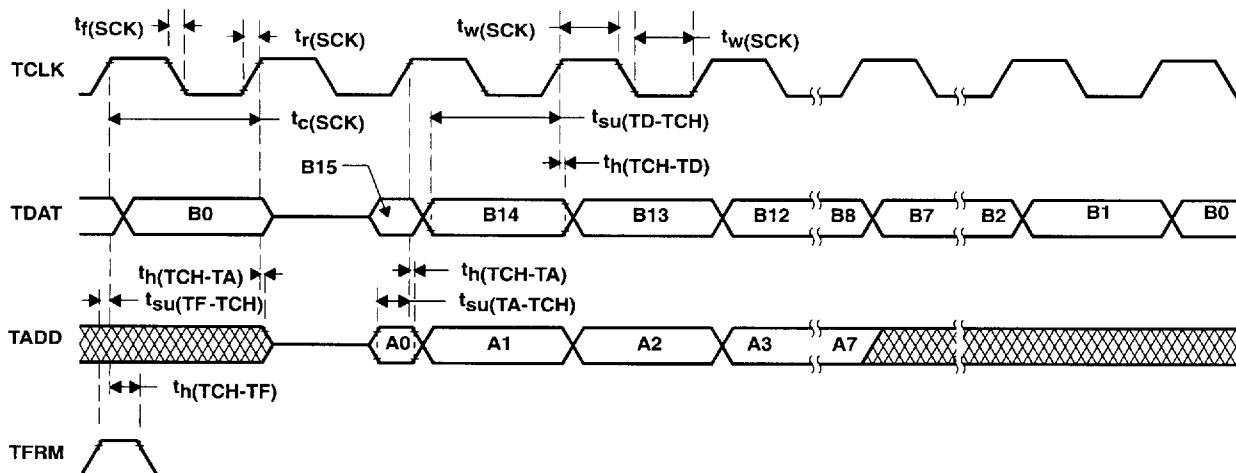 tf(SCK)
tr(SCK)
tw(SCK)
tw(SCK)
TCLK
tc(SCK)
tsu(TD-TCH)
B15
th(TCH-TD)
TDAT
B0
B14
B13
B12
B8
B7
B2
B1
B0
th(TCH-TA)
th(TCH-TA)
tsu(TF-TCH)
tsu(TA-TCH)
TADD
A0
A1
A2
A3
A7
th(TCH-TF)
TFRM